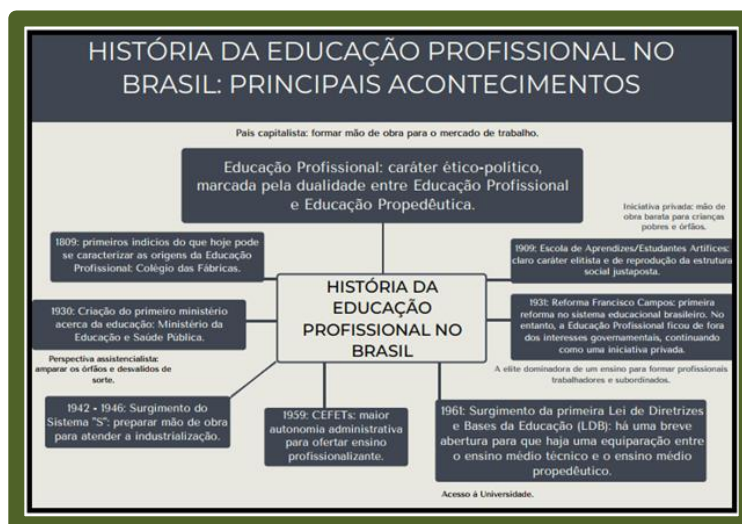 HISTÓRIA DA EDUCAÇÃO PROFISSIONAL NO
BRASIL: PRINCIPAIS ACONTECIMENTOS
País capitalista: formar mão de obra para o mercado de trabalho.
Educação Profissional: caráter ético-político,
marcada pela dualidade entre Educação Profissional
e Educação Propedêutica.
Iniciativa privada: mão de
obra barata para crianças
pobres e órfãos.
1809: primeiros indícios do que hoje pode
se caracterizar as origens da Educação
Profissional: Colégio das Fábricas.
1909: Escola de Aprendizes/Estudantes Artífices:
claro caráter elitista e de reprodução da estrutura
social justaposta.
HISTÓRIA DA
EDUCAÇÃO
PROFISSIONAL NO
BRASIL
1930: Criação do primeiro ministério
acerca da educação: Ministério da
Educação e Saúde Pública.
1931: Reforma Francisco Campos: primeira
reforma no sistema educacional brasileiro. No
entanto, a Educação Profissional ficou de fora
dos interesses governamentais, continuando
como uma iniciativa privada.
Perspectiva assistencialista:
amparar os órfãos e desvalidos de
sorte.
A elite dominadora de um ensino para formar profissionais
trabalhadores e subordinados.
1942 - 1946: Surgimento do
Sistema "S": preparar mão de obra
para atender a industrialização.
1959: CEFETs: maior
autonomia administrativa
para ofertar ensino
profissionalizante.
1961: Surgimento da primeira Lei de Diretrizes
e Bases da Educação (LDB): há uma breve
abertura para que haja uma equiparação entre
o ensino médio técnico e o ensino médio
propedêutico.
Acesso á Universidade.